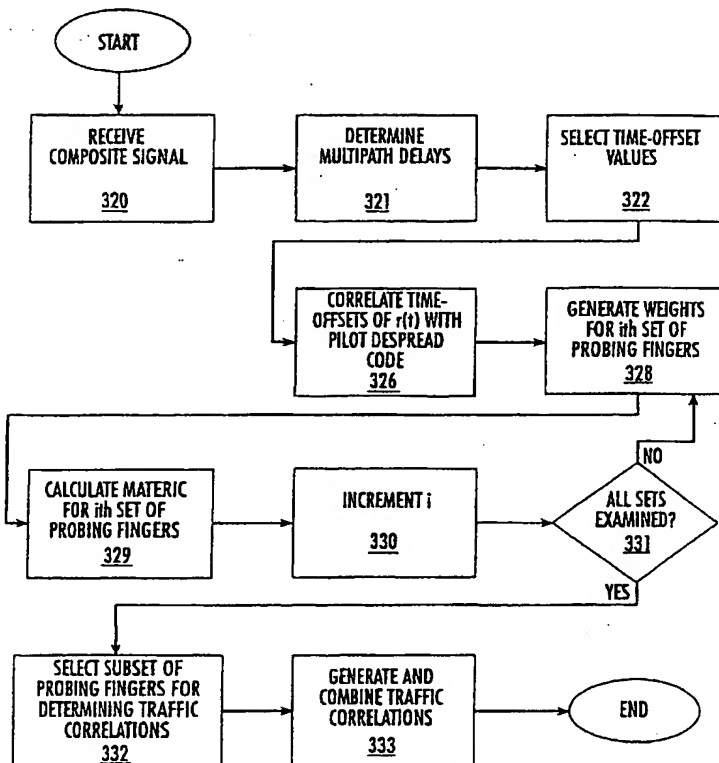 START
RECEIVE
COMPOSITE SIGNAL
320
DETERMINE
MULTIPATH DELAYS
321
SELECT TIME-OFFSET
VALUES
322
CORRELATE TIME-
OFFSETS OF r(t) WITH
PILOT DESPREAD
CODE
326
GENERATE WEIGHTS
FOR ith SET OF
PROBING FINGERS
328
CALCULATE MATERIC
FOR ith SET OF
PROBING FINGERS
329
INCREMENT i
330
NO
ALL SETS
EXAMINED?
331
YES
SELECT SUBSET OF
PROBING FINGERS FOR
DETERMINING TRAFFIC
CORRELATIONS
332
GENERATE AND
COMBINE TRAFFIC
CORRELATIONS
333
END